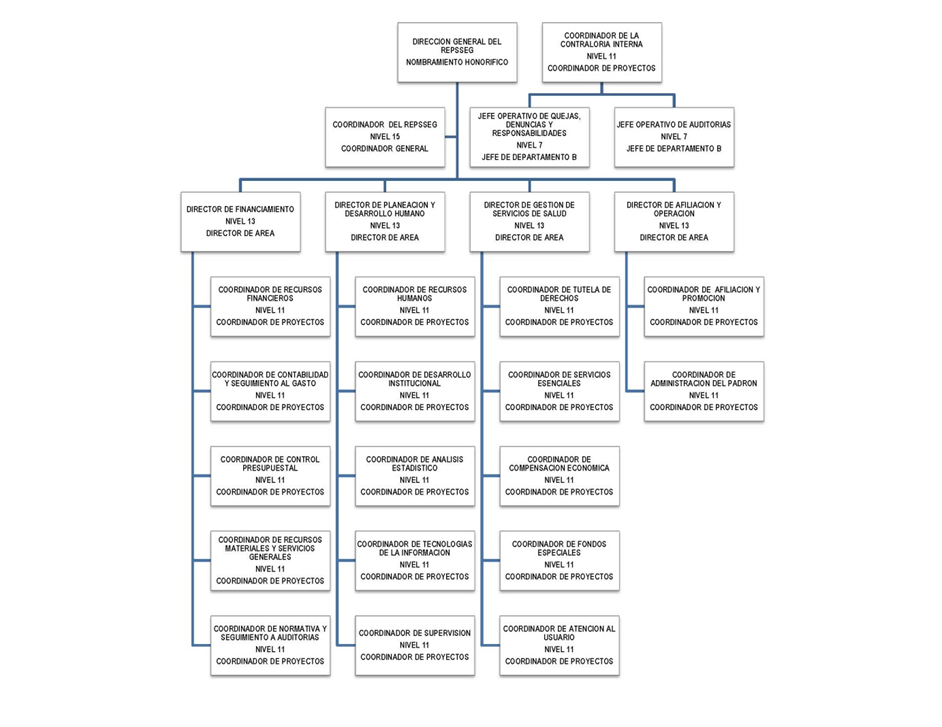 DIRECCION GENERAL DEL
REPSSEG
NOMBRAMIENTO HONORIFICO
COORDINADOR DE LA
CONTRALORIA INTERNA
NIVEL 11
COORDINADOR DE PROYECTOS
COORDINADOR DEL REPSSEG
NIVEL 15
COORDINADOR GENERAL
JEFE OPERATIVO DE QUEJAS,
DENUNCIAS Y
RESPONSABILIDADES
NIVEL 7
JEFE DE DEPARTAMENTO B
JEFE OPERATIVO DE AUDITORIAS
NIVEL 7
JEFE DE DEPARTAMENTO B
DIRECTOR DE FINANCIAMIENTO
NIVEL 13
DIRECTOR DE AREA
DIRECTOR DE PLANEACION Y
DESARROLLO HUMANO
NIVEL 13
DIRECTOR DE AREA
DIRECTOR DE GESTION DE
SERVICIOS DE SALUD
NIVEL 13
DIRECTOR DE AREA
DIRECTOR DE AFILIACION Y
OPERACION
NIVEL 13
DIRECTOR DE AREA
COORDINADOR DE RECURSOS
FINANCIEROS
NIVEL 11
COORDINADOR DE PROYECTOS
COORDINADOR DE RECURSOS
HUMANOS
NIVEL 11
COORDINADOR DE PROYECTOS
COORDINADOR DE TUTELA DE
DERECHOS
NIVEL 11
COORDINADOR DE PROYECTOS
COORDINADOR DE AFILIACION Y
PROMOCION
NIVEL 11
COORDINADOR DE PROYECTOS
COORDINADOR DE CONTABILIDAD
Y SEGUIMIENTO AL GASTO
NIVEL 11
COORDINADOR DE PROYECTOS
COORDINADOR DE DESARROLLO
INSTITUCIONAL
NIVEL 11
COORDINADOR DE PROYECTOS
COORDINADOR DE SERVICIOS
ESENCIALES
NIVEL 11
COORDINADOR DE PROYECTOS
COORDINADOR DE
ADMINISTRACION DEL PADRON
NIVEL 11
COORDINADOR DE PROYECTOS
COORDINADOR DE CONTROL
PRESUPUESTAL
NIVEL 11
COORDINADOR DE PROYECTOS
COORDINADOR DE ANALISIS
ESTADISTICO
NIVEL 11
COORDINADOR DE PROYECTOS
COORDINADOR DE
COMPENSACION ECONOMICA
NIVEL 11
COORDINADOR DE PROYECTOS
COORDINADOR DE RECURSOS
MATERIALES Y SERVICIOS
GENERALES
NIVEL 11
COORDINADOR DE PROYECTOS
COORDINADOR DE TECNOLOGIAS
DE LA INFORMACION
NIVEL 11
COORDINADOR DE PROYECTOS
COORDINADOR DE FONDOS
ESPECIALES
NIVEL 11
COORDINADOR DE PROYECTOS
COORDINADOR DE NORMATIVA Y
SEGUIMIENTO A AUDITORIAS
NIVEL 11
COORDINADOR DE PROYECTOS
COORDINADOR DE SUPERVISION
NIVEL 11
COORDINADOR DE PROYECTOS
COORDINADOR DE ATENCION AL
USUARIO
NIVEL 11
COORDINADOR DE PROYECTOS